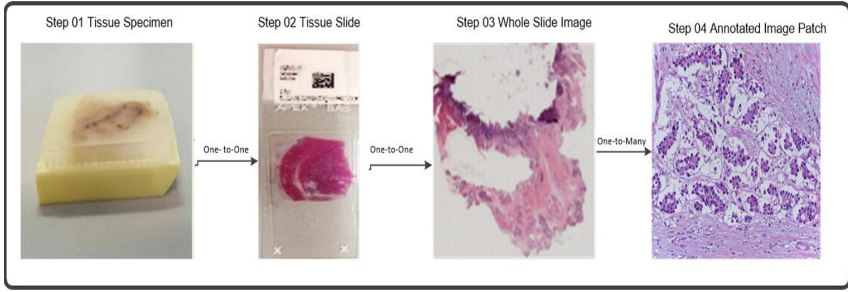 Step 01 Tissue Specimen
Step 02 Tissue Slide
Step 03 Whole Slide Image
Step 04 Annotated Image Patch
One- to-One
One-to-One
One-to-Many